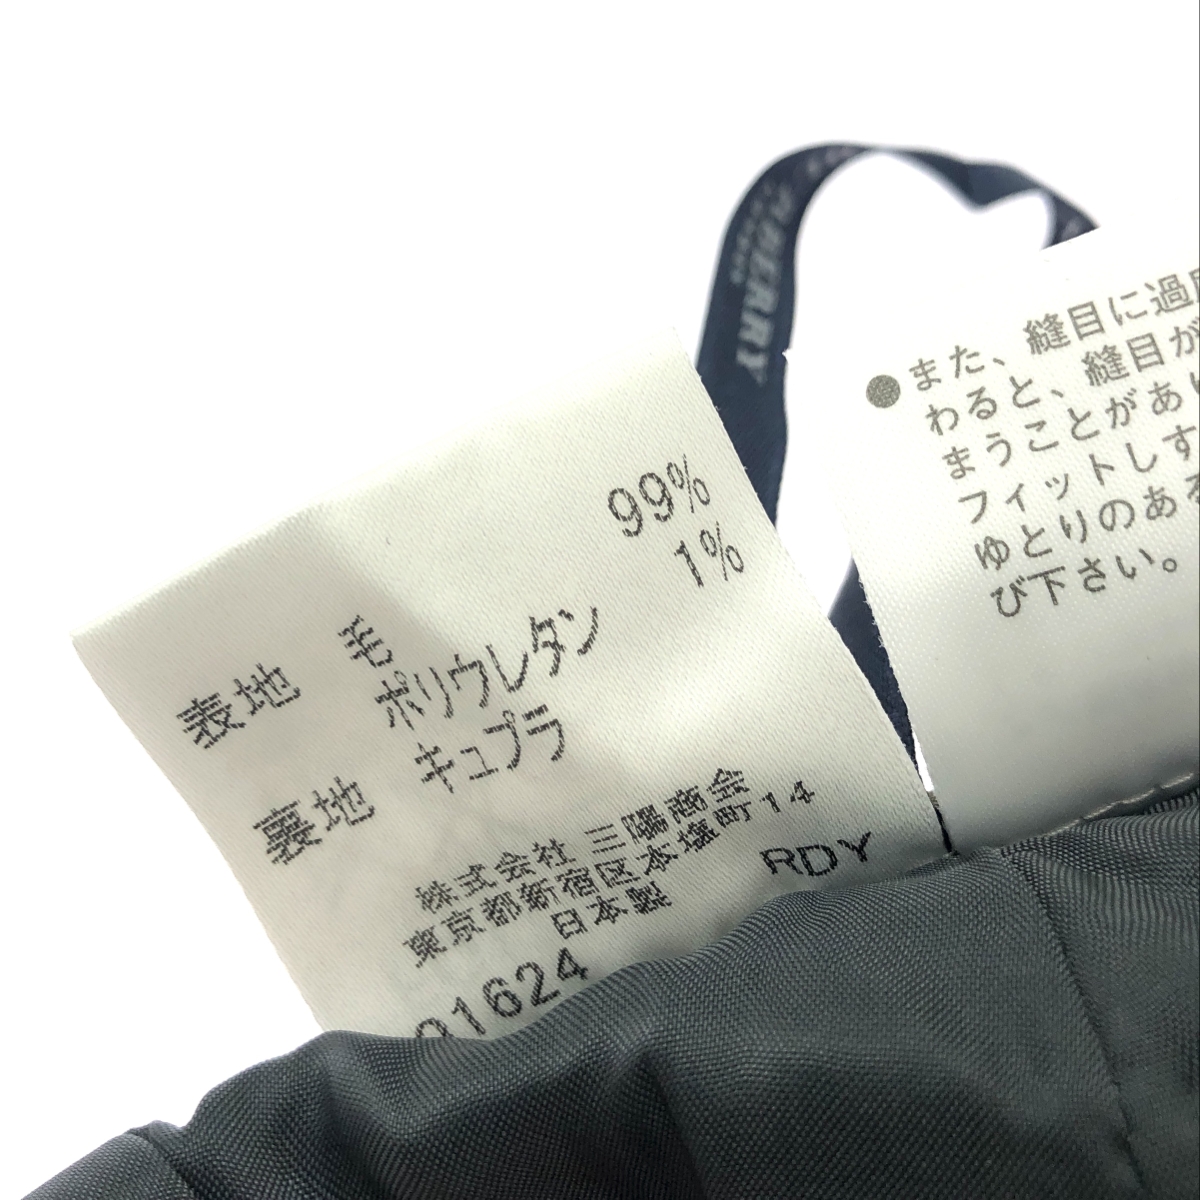 表地 毛 99%
ポリウレタン 1%
裏地 キュプラ
株式会社 三陽商会
東京都新宿区本塩町14
日本製 RDY
01624
●また、縫目に過
わると、縫目が
まうことがあ
フィットしす
ゆとりのある
び下さい。
BERRY